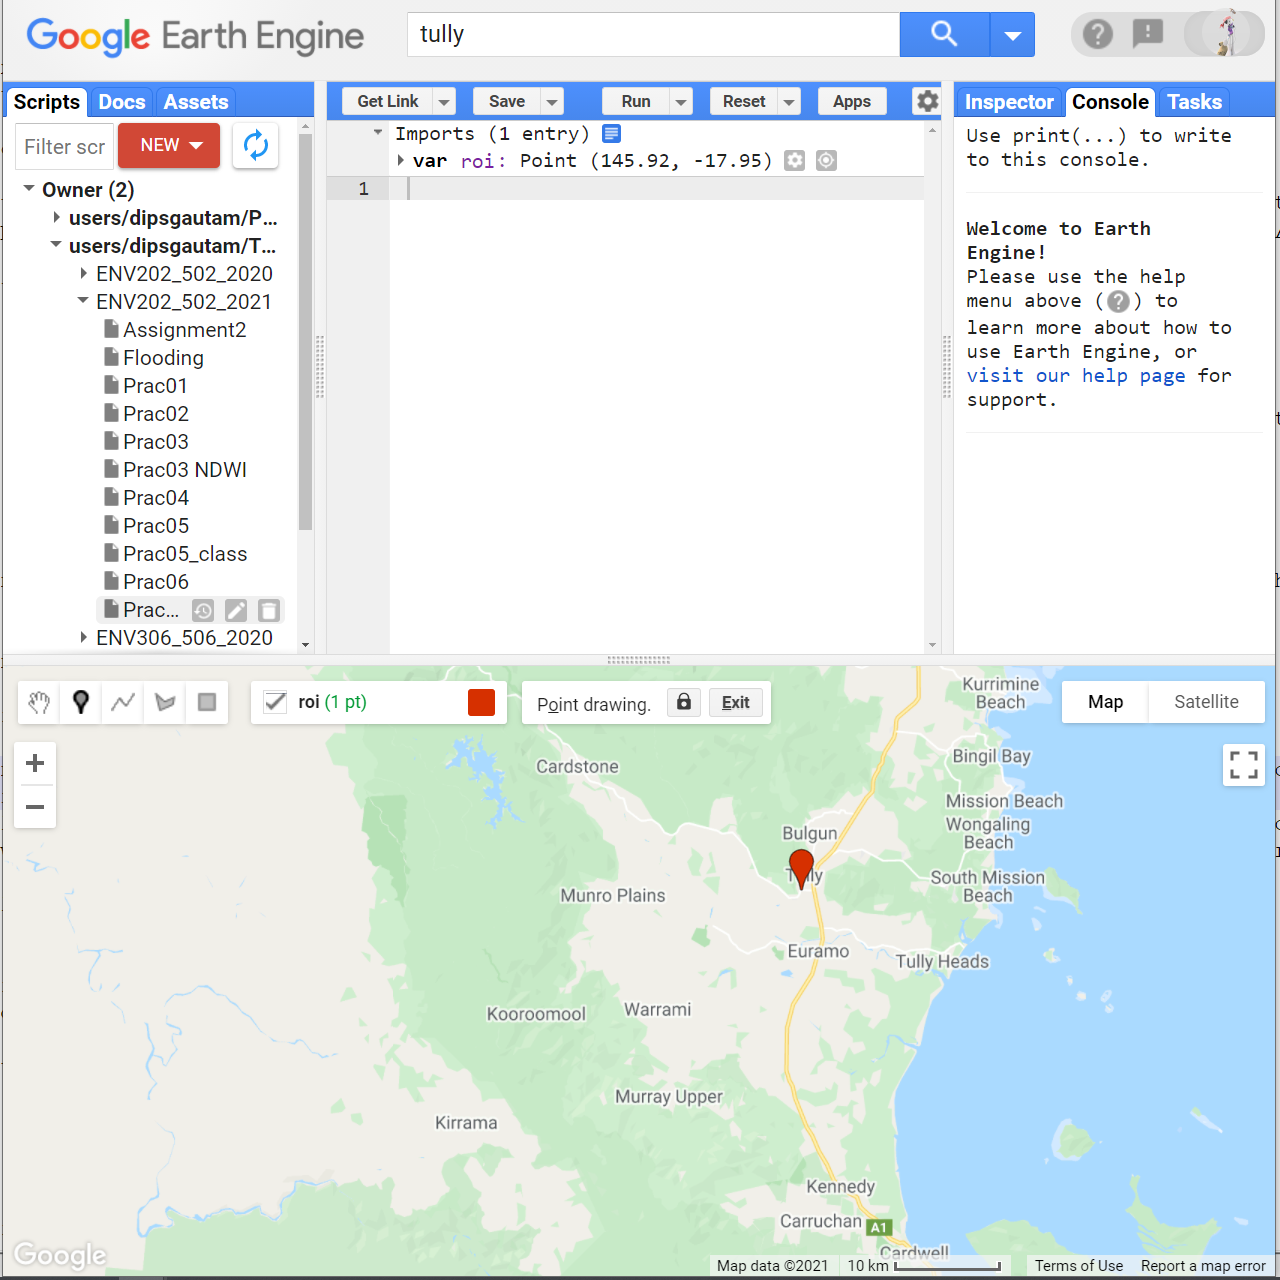 Google Earth Engine
tully
Scripts Docs Assets
Get Link Save Run Reset Apps
Inspector Console Tasks
Filter scr NEW
Owner (2)
users/dipsgautam/P...
users/dipsgautam/T...
ENV202_502_2020
ENV202_502_2021
Assignment2
Flooding
Prac01
Prac02
Prac03
Prac03 NDWI
Prac04
Prac05
Prac05_class
Prac06
Prac...
ENV306_506_2020
Imports (1 entry)
var roi: Point (145.92, -17.95)
1
Use print(...) to write
to this console.
Welcome to Earth
Engine!
Please use the help
menu above (?) to
learn more about how to
use Earth Engine, or
visit our help page for
support.
roi (1 pt)
Point drawing. Exit
Map Satellite
Kurrimine
Beach
Bingil Bay
Cardstone
Mission Beach
Wongaling
Beach
Bulgun
Tully
South Mission
Beach
Munro Plains
Euramo
Tully Heads
Kooroomool
Warrami
Murray Upper
Kirrama
Kennedy
Carruchan
A1
Cardwell
Google
Map data ©2021 10 km Terms of Use Report a map error